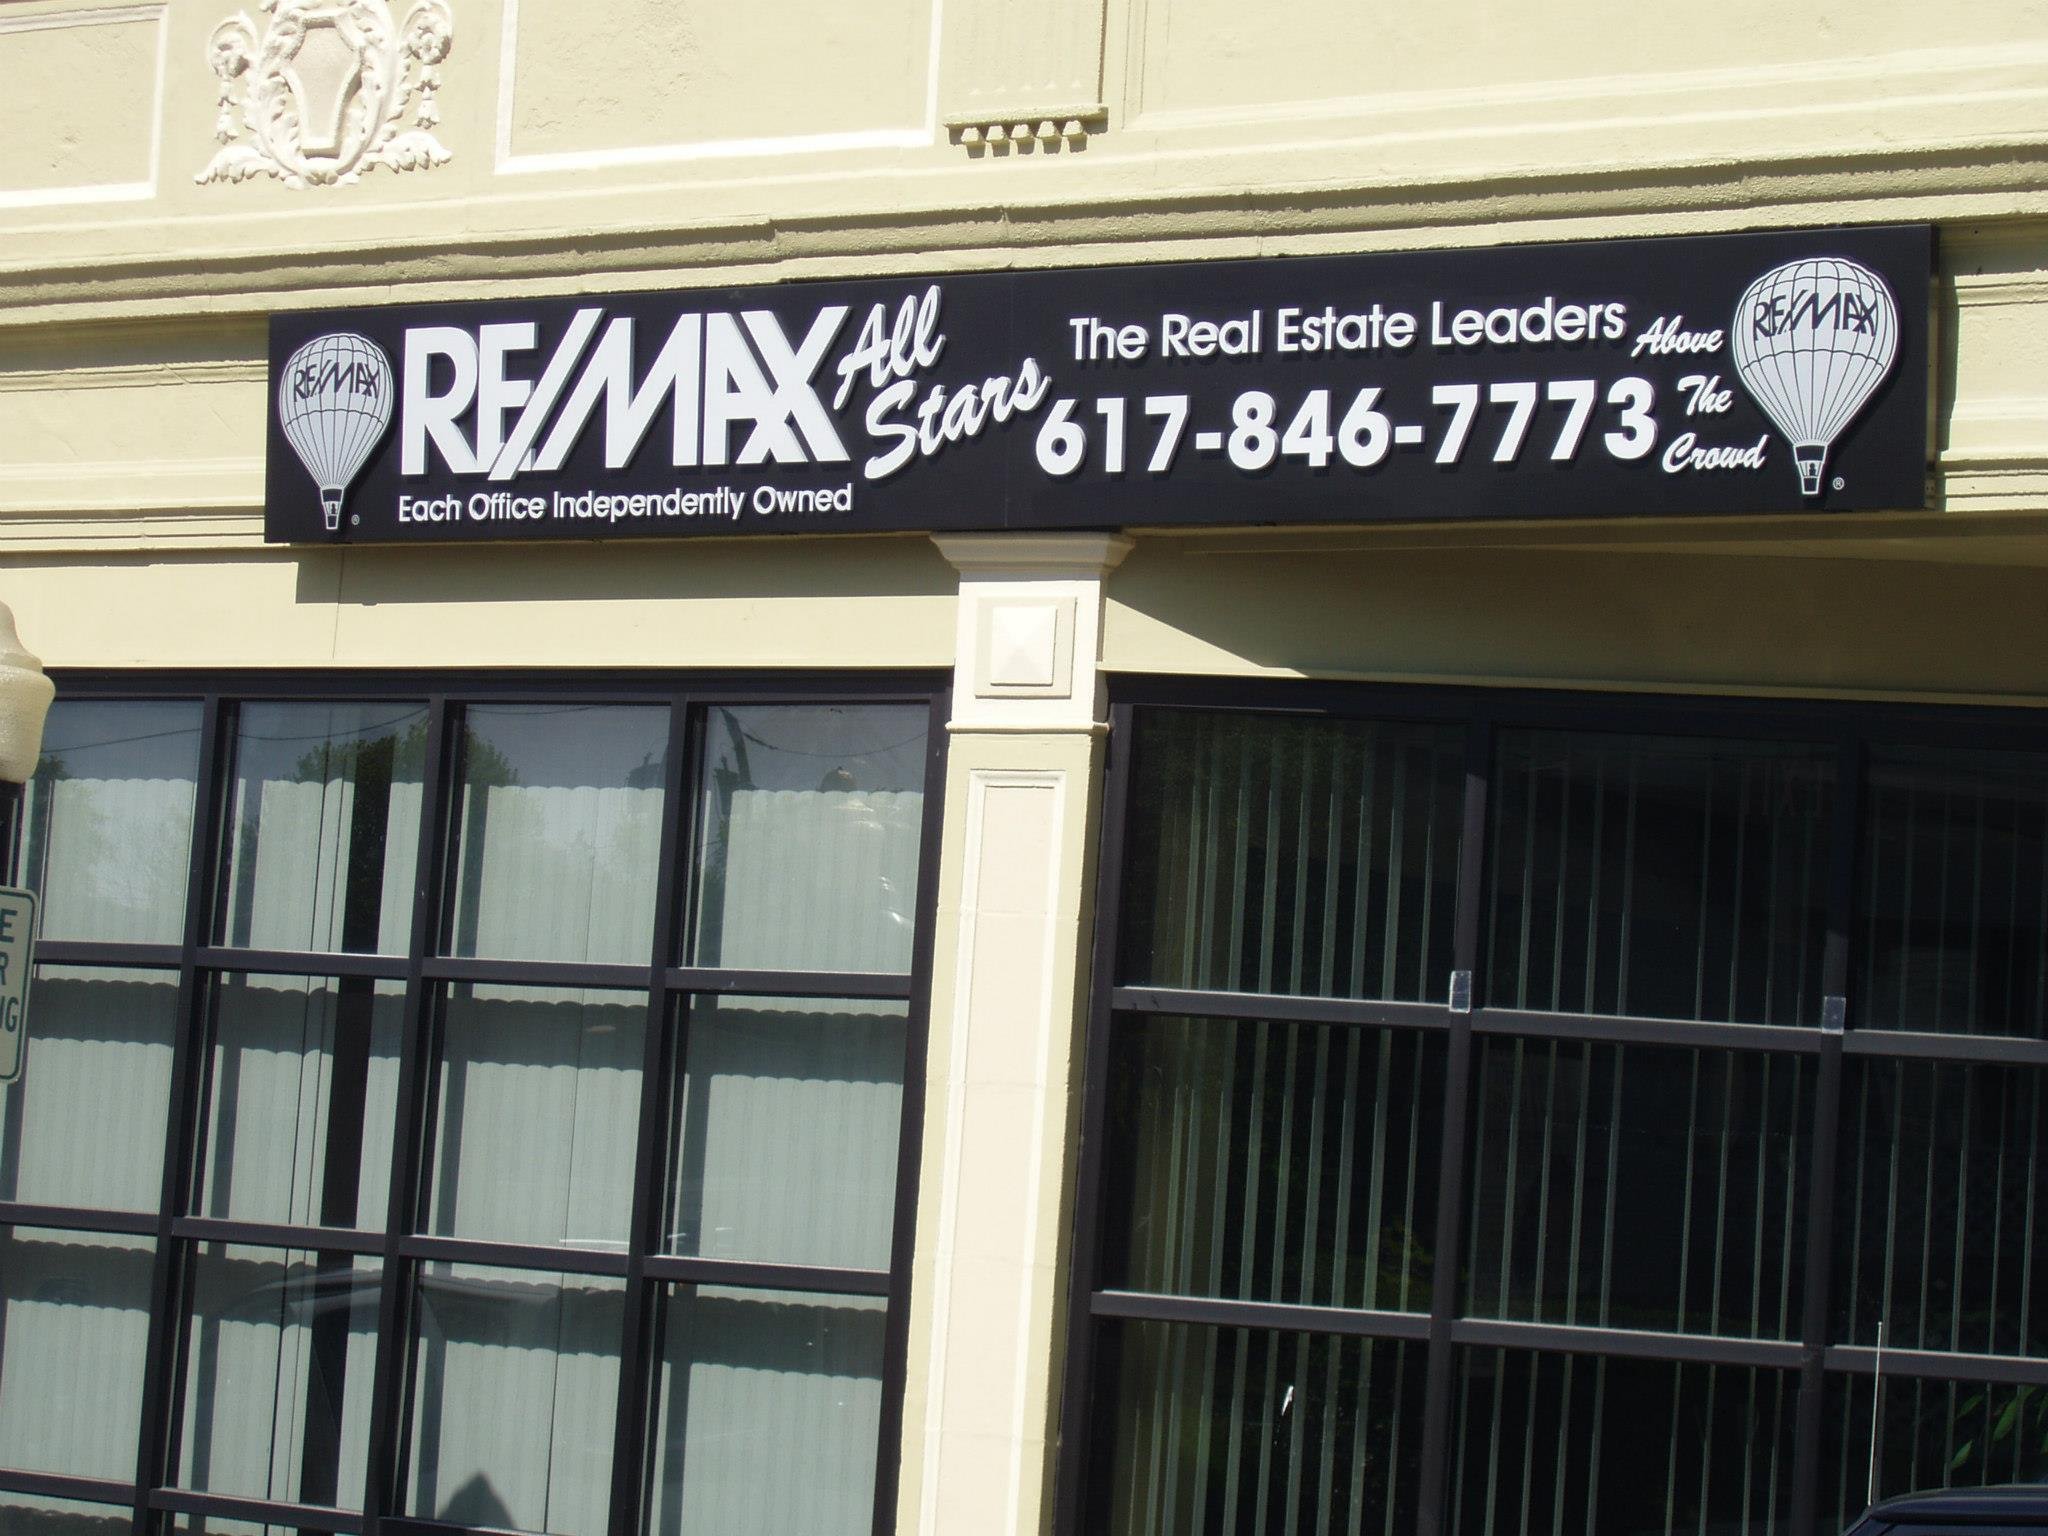 RE/MAX
RE/MAX All
Stars
Each Office Independently Owned
The Real Estate Leaders
617-846-7773
Above
The
Crowd
RE/MAX
®
®
E
R
NG